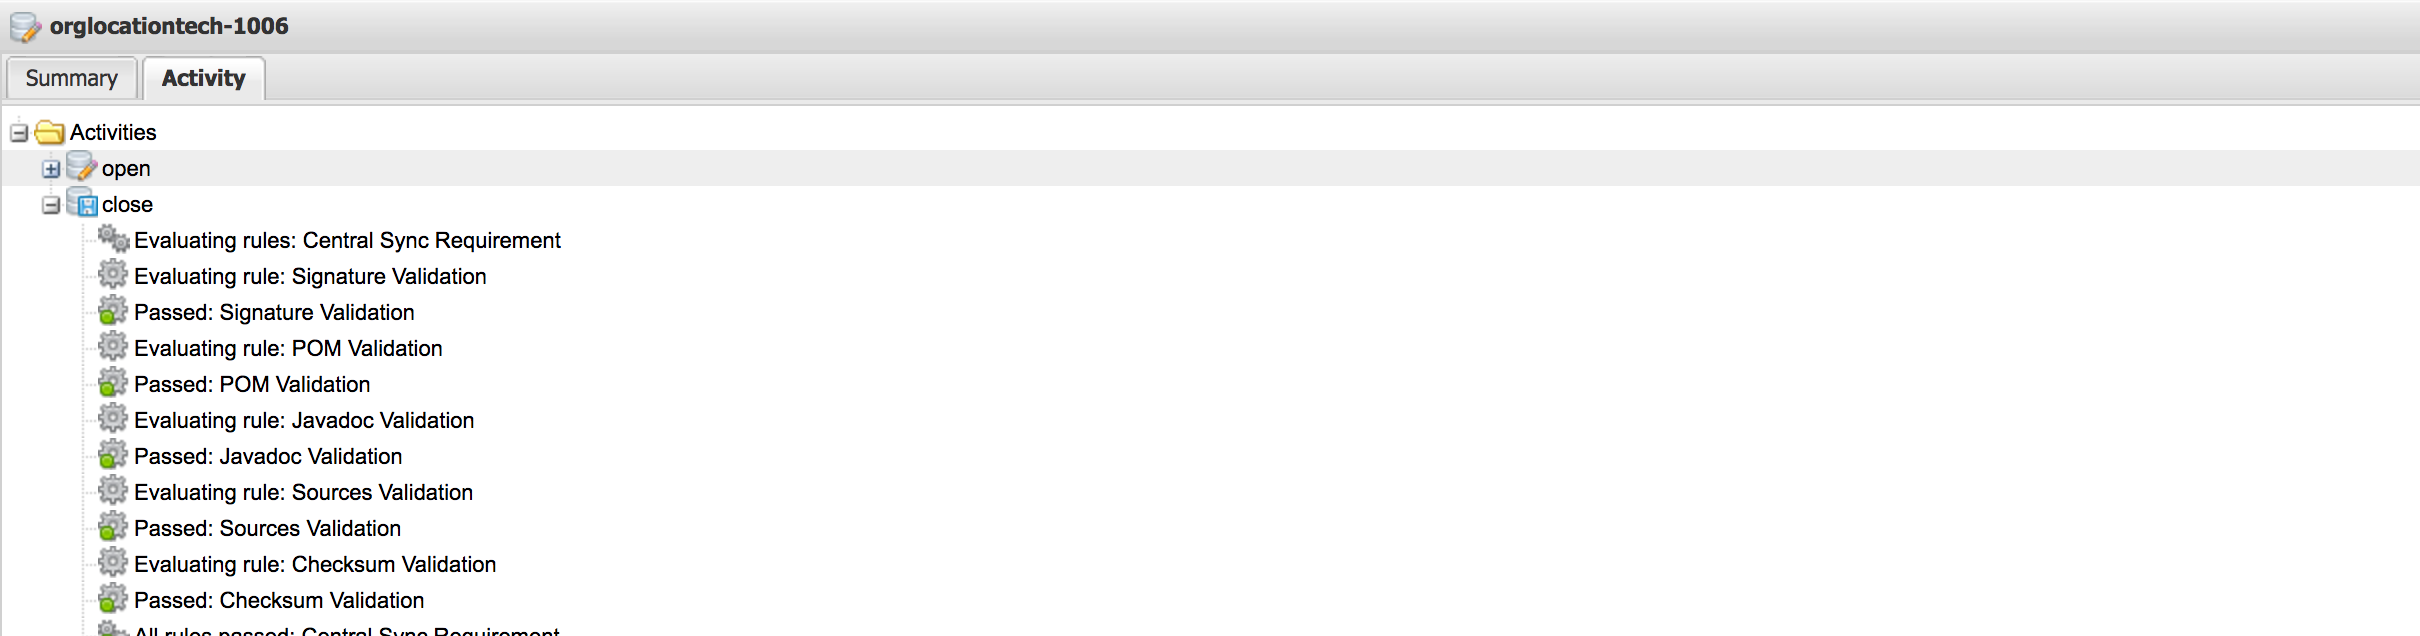 orglocationtech-1006
Summary Activity
Activities
open
close
Evaluating rules: Central Sync Requirement
Evaluating rule: Signature Validation
Passed: Signature Validation
Evaluating rule: POM Validation
Passed: POM Validation
Evaluating rule: Javadoc Validation
Passed: Javadoc Validation
Evaluating rule: Sources Validation
Passed: Sources Validation
Evaluating rule: Checksum Validation
Passed: Checksum Validation
All rules passed: Central Sync Requirement